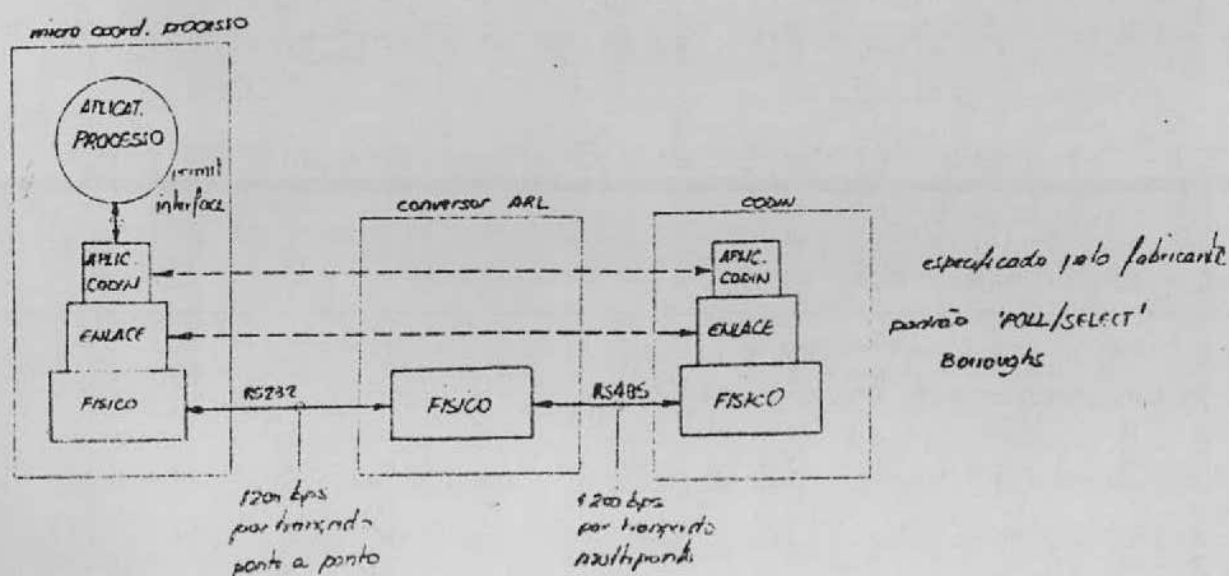 micro coord. PROCESSO
APLICAT.
PROCESSO
interface
conversor ARL
CODIN
APLIC.
CODIN
APLIC.
CODIN
especificado pelo fabricante
ENLACE
ENLACE
padrão 'POLL/SELECT'
Borroughs
FISICO
RS232
FISICO
RS485
FISICO
1200 bps
par trançado
ponto a ponto
1200 bps
par trançado
multiponto